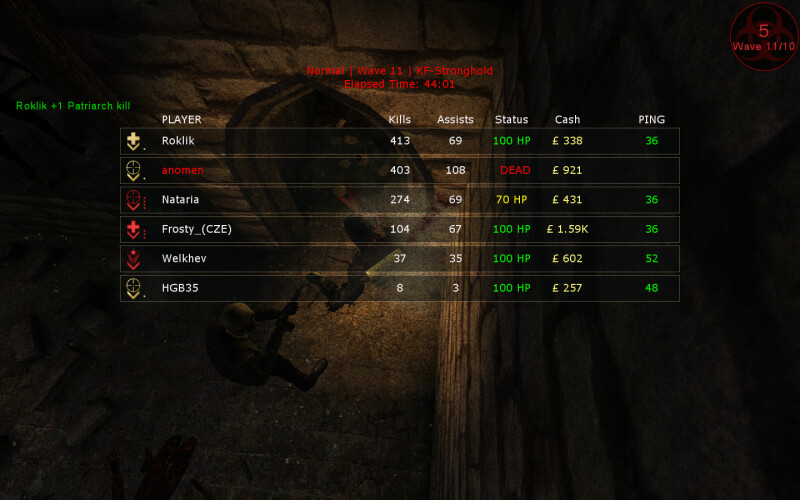 5
Wave 11/10
Normal | Wave 11 | KF-Stronghold
Elapsed Time: 44:01
Roklik +1 Patriarch kill
PLAYER Kills Assists Status Cash PING
Roklik 413 69 100 HP £ 338 36
anomen 403 108 DEAD £ 921
Nataria 274 69 70 HP £ 431 36
Frosty_(CZE) 104 67 100 HP £ 1.59K 36
Welkhev 37 35 100 HP £ 602 52
HGB35 8 3 100 HP £ 257 48